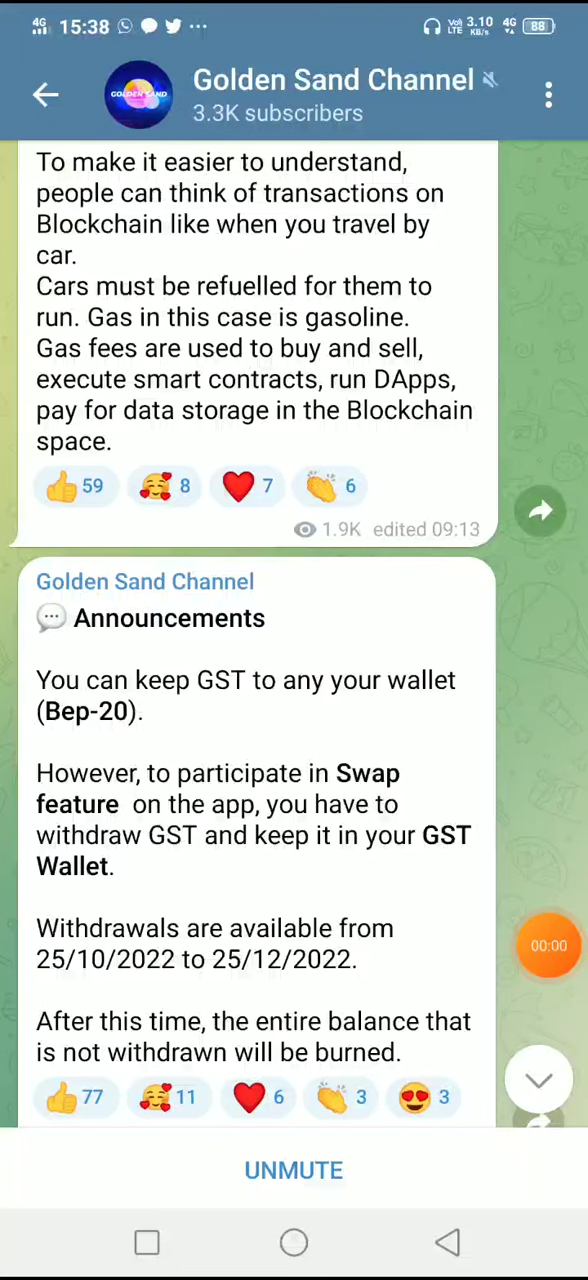 4G 15:38 ... Vo) LTE 3.10 KB/s 4G 88
Golden Sand Channel
3.3K subscribers
GOLDEN SAND
To make it easier to understand,
people can think of transactions on
Blockchain like when you travel by
car.
Cars must be refuelled for them to
run. Gas in this case is gasoline.
Gas fees are used to buy and sell,
execute smart contracts, run DApps,
pay for data storage in the Blockchain
space.
👍 59 🥰 8 ❤️ 7 👏 6
1.9K edited 09:13
Golden Sand Channel
💬 Announcements
You can keep GST to any your wallet
(Bep-20).
However, to participate in Swap
feature on the app, you have to
withdraw GST and keep it in your GST
Wallet.
Withdrawals are available from
25/10/2022 to 25/12/2022.
00:00
After this time, the entire balance that
is not withdrawn will be burned.
👍 77 🥰 11 ❤️ 6 👏 3 😍 3
UNMUTE